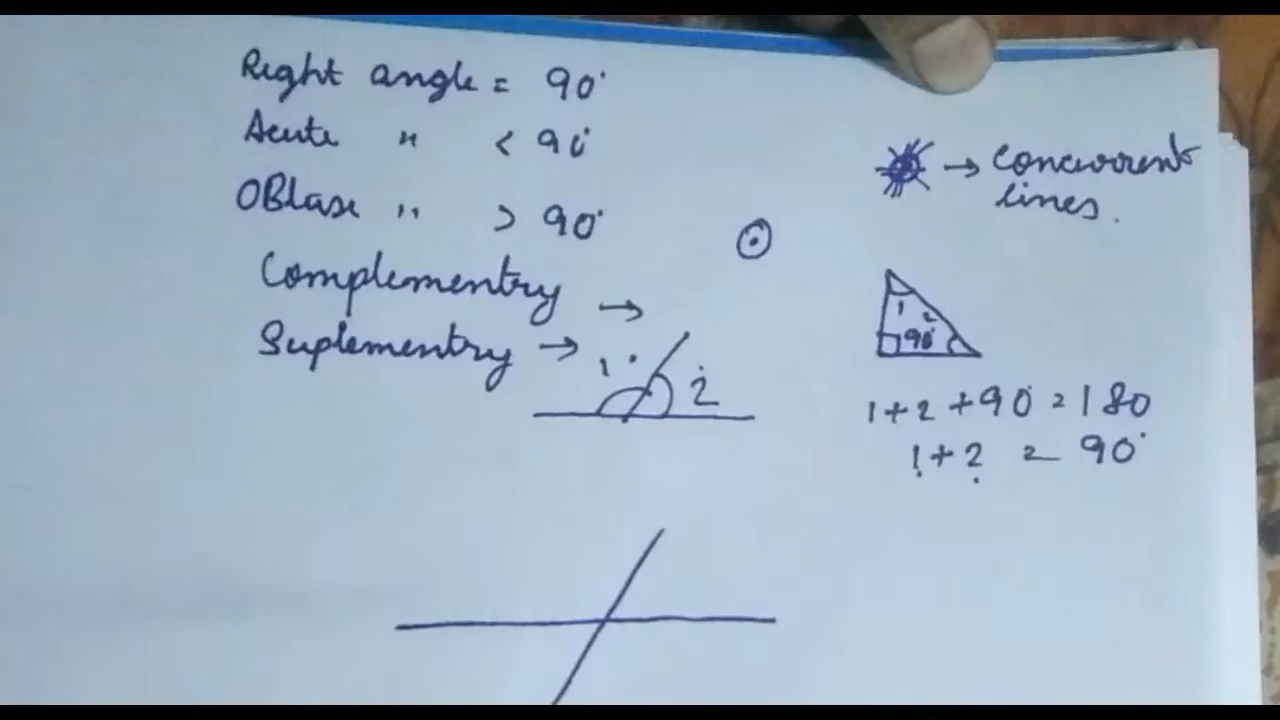 Right angle = 90°
Acute " < 90°
OBlase " > 90°
Complementry →
Suplementry →
1 2
→ concurrent
lines.
1 2
90°
1 + 2 + 90° = 180
1 + 2 = 90°